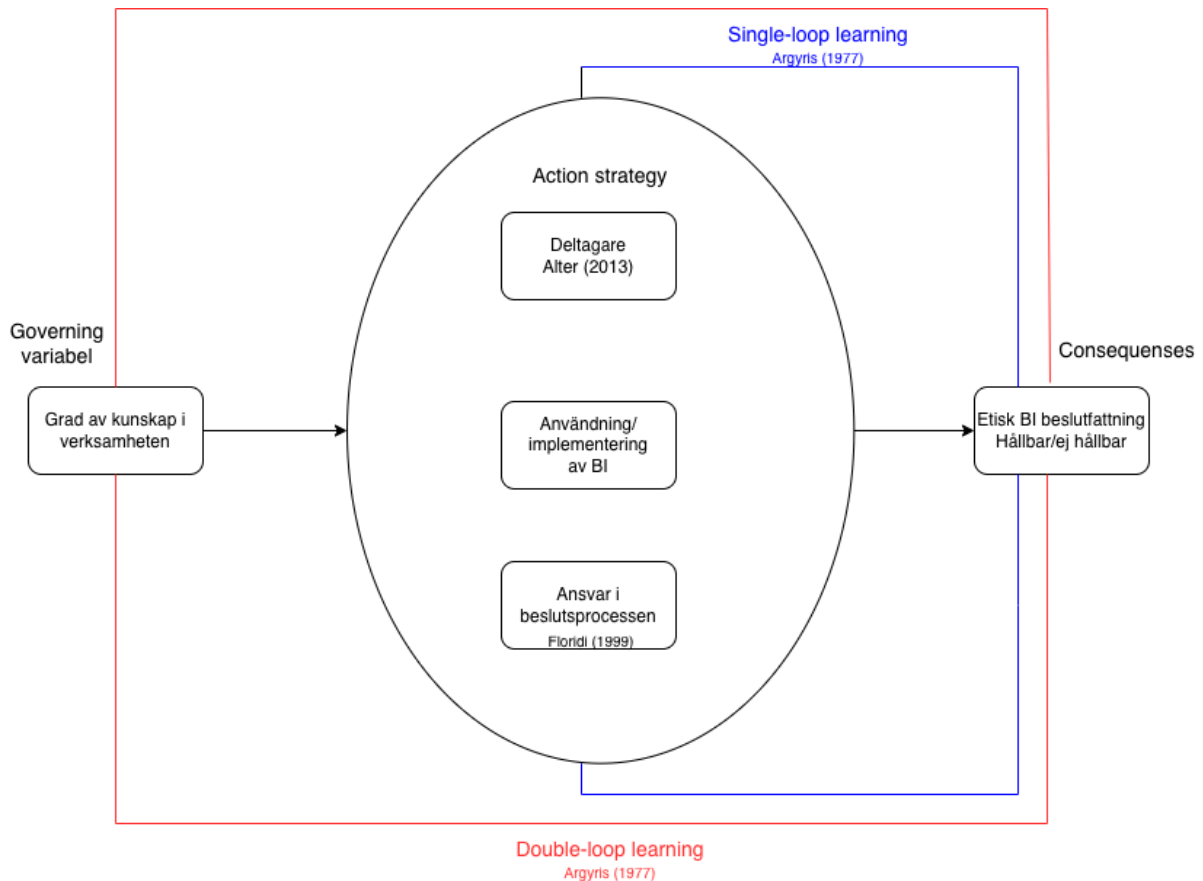 Single-loop learning
Argyris (1977)
Action strategy
Deltagare
Alter (2013)
Governing
variabel
Consequenses
Grad av kunskap i
verksamheten
Användning/
implementering
av BI
Etisk BI beslutfattning
Hållbar/ej hållbar
Ansvar i
beslutsprocessen
Floridi (1999)
Double-loop learning
Argyris (1977)